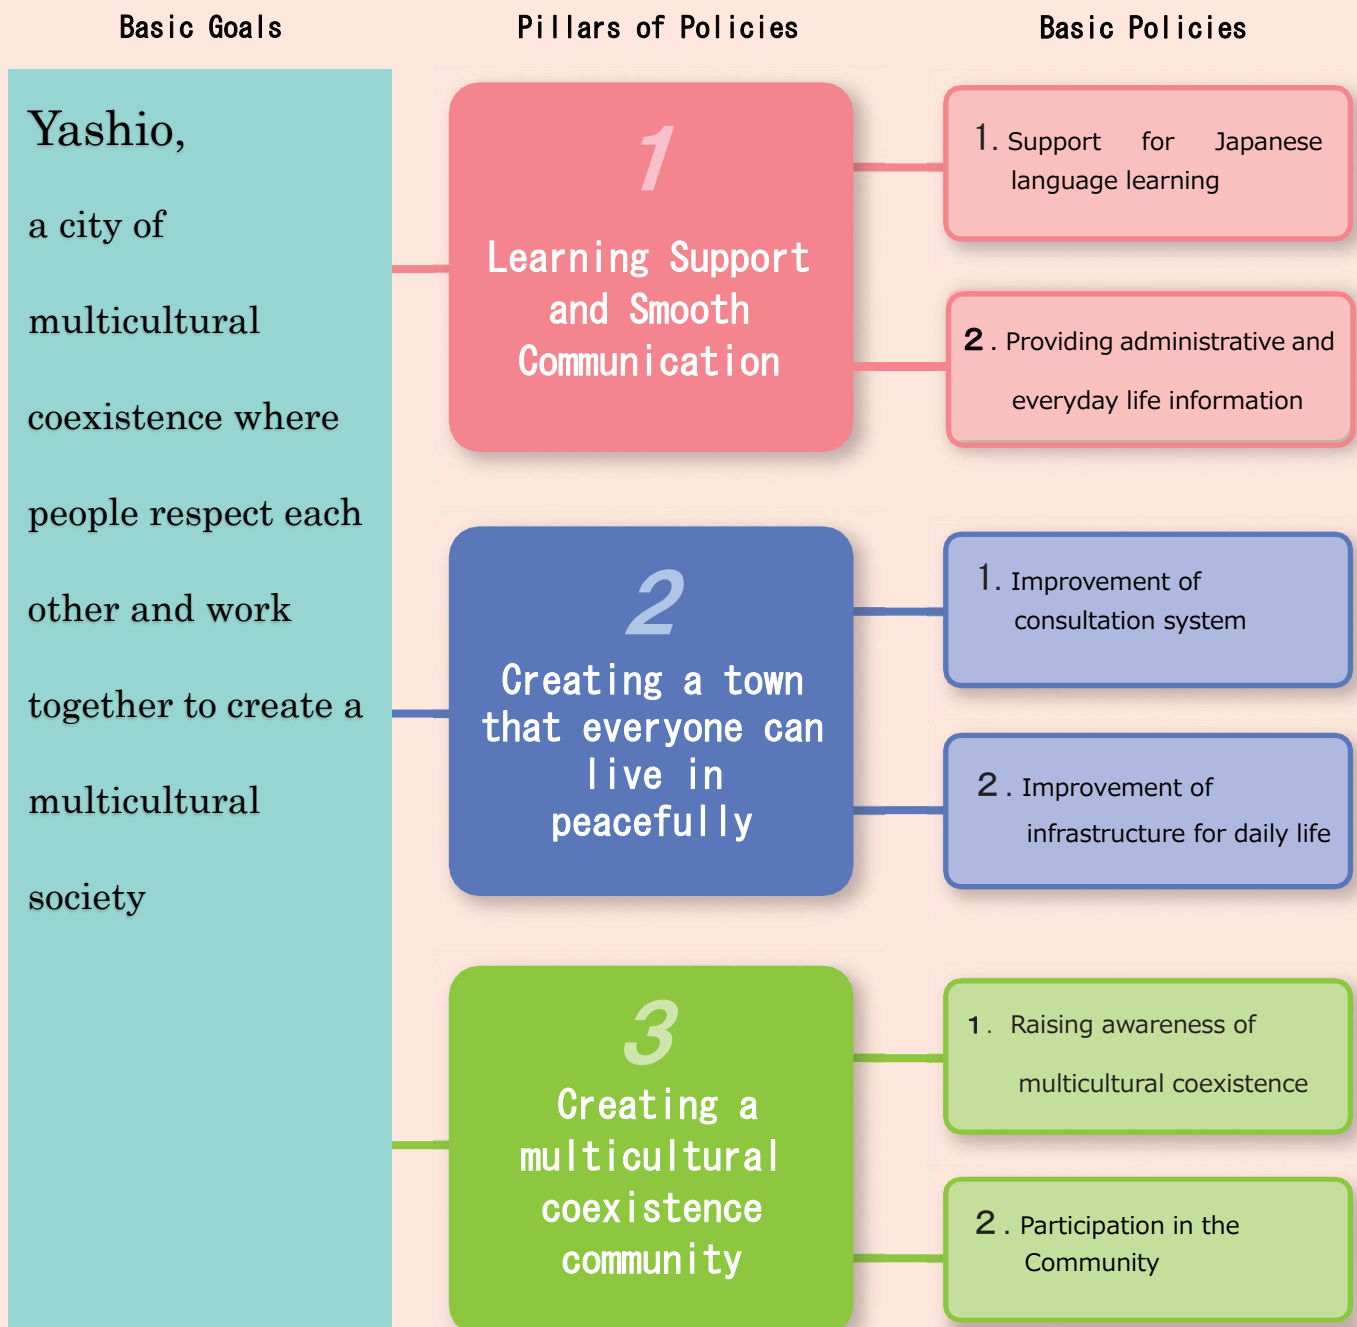 Basic Goals
Pillars of Policies
Basic Policies
Yashio,
a city of
multicultural
coexistence where
people respect each
other and work
together to create a
multicultural
society
1
Learning Support
and Smooth
Communication
1. Support for Japanese
language learning
2. Providing administrative and
everyday life information
2
Creating a town
that everyone can
live in
peacefully
1. Improvement of
consultation system
2. Improvement of
infrastructure for daily life
3
Creating a
multicultural
coexistence
community
1. Raising awareness of
multicultural coexistence
2. Participation in the
Community